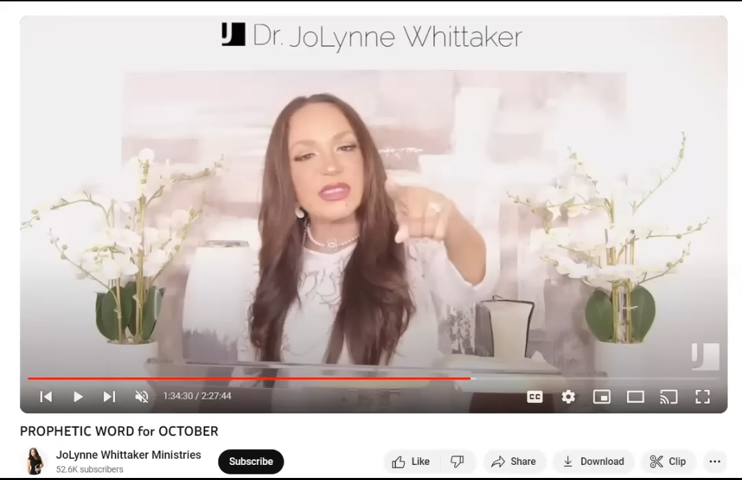 J Dr. JoLynne Whittaker
J
1:34:30 / 2:27:44
CC
PROPHETIC WORD for OCTOBER
JoLynne Whittaker Ministries
52.6K subscribers
Subscribe
Like
Share
Download
Clip